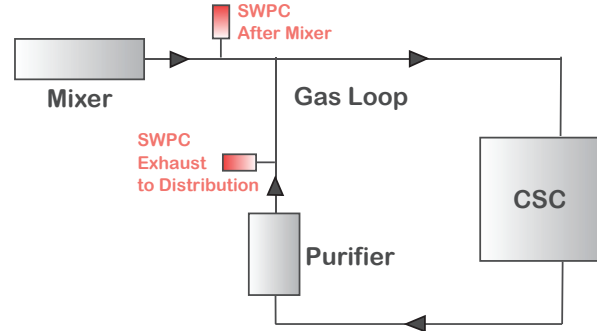 SWPC
After Mixer
Mixer
Gas Loop
SWPC
Exhaust
to Distribution
CSC
Purifier